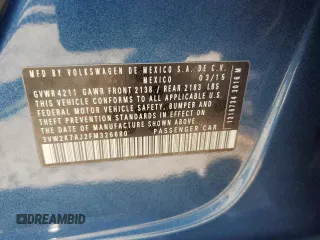 MFD BY VOLKSWAGEN DE MEXICO S.A. DE C.V.
MEXICO 03/15
GVWR4211 GAWR FRONT 2138 / REAR 2183 LBS
THIS VEHICLE CONFORMS TO ALL APPLICABLE
FEDERAL MOTOR VEHICLE SAFETY, BUMPER AND
THEFT PREVENTION STANDARDS IN EFFECT ON THE
DATE OF MANUFACTURE SHOWN ABOVE.
3VW2K7AJ2FM326680 PASSENGER CAR
DREAMBID